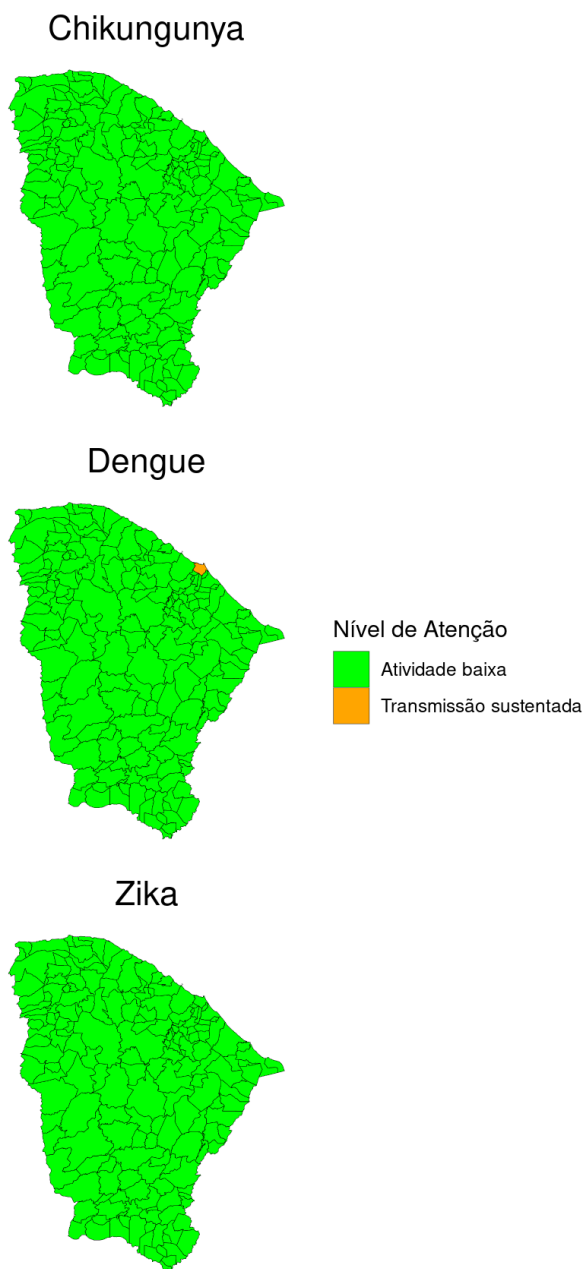 Chikungunya
Dengue
Nível de Atenção
Atividade baixa
Transmissão sustentada
Zika